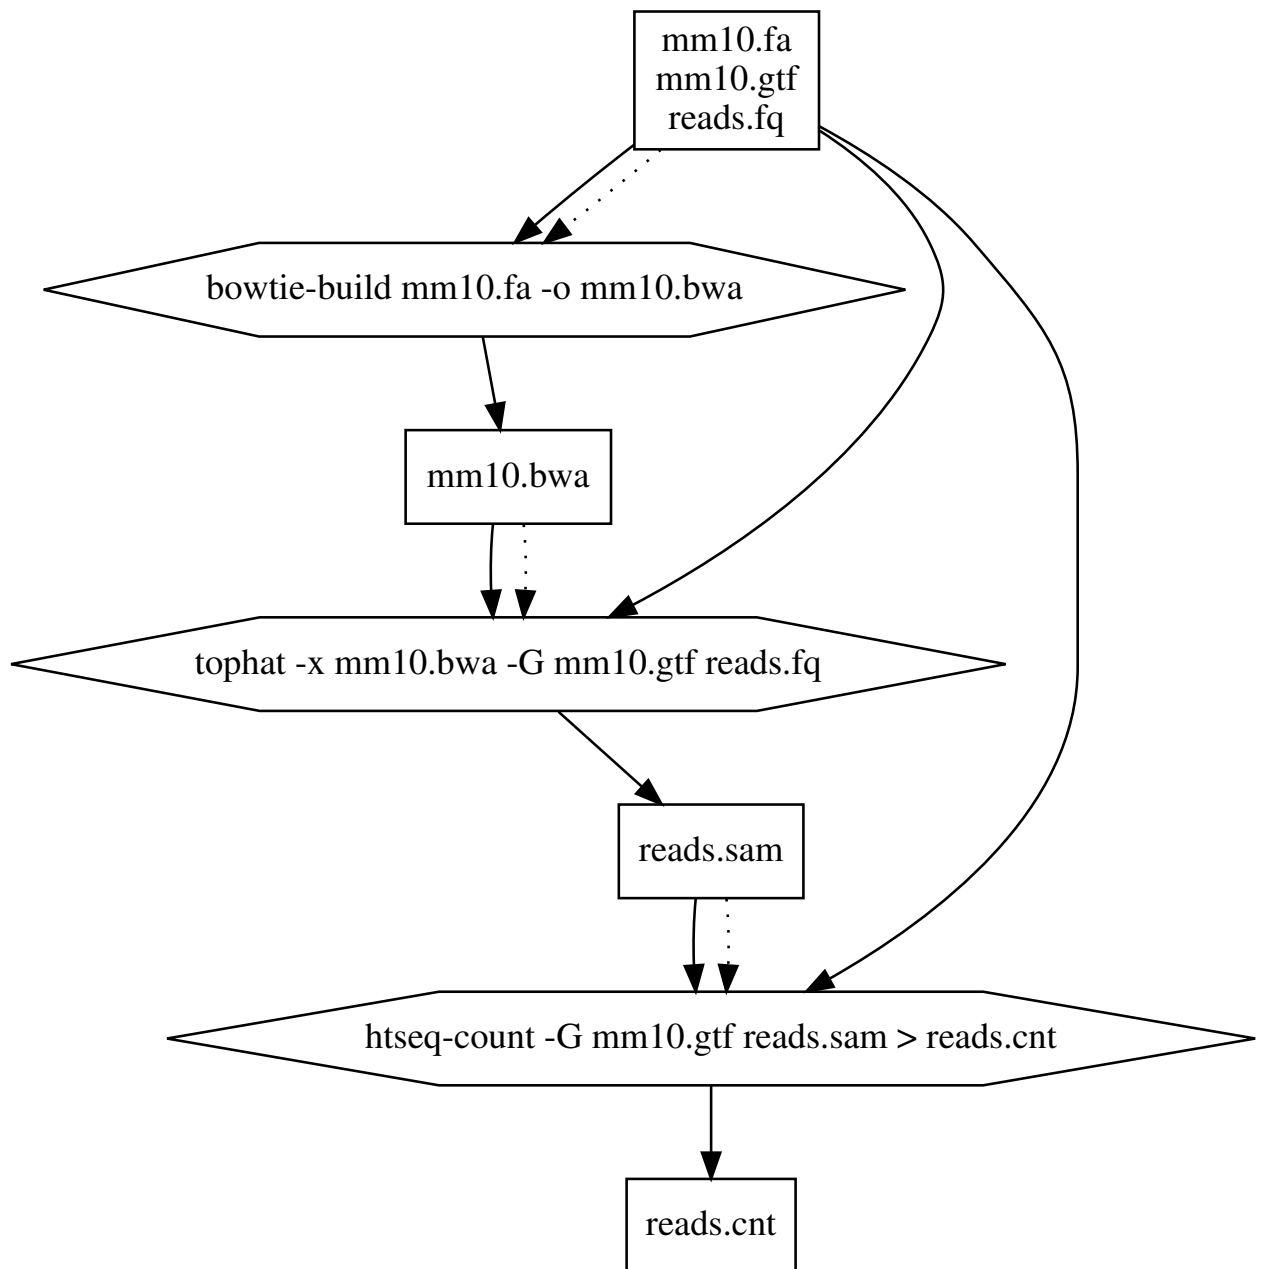 mm10.fa
mm10.gtf
reads.fq
bowtie-build mm10.fa -o mm10.bwa
mm10.bwa
tophat -x mm10.bwa -G mm10.gtf reads.fq
reads.sam
htseq-count -G mm10.gtf reads.sam > reads.cnt
reads.cnt